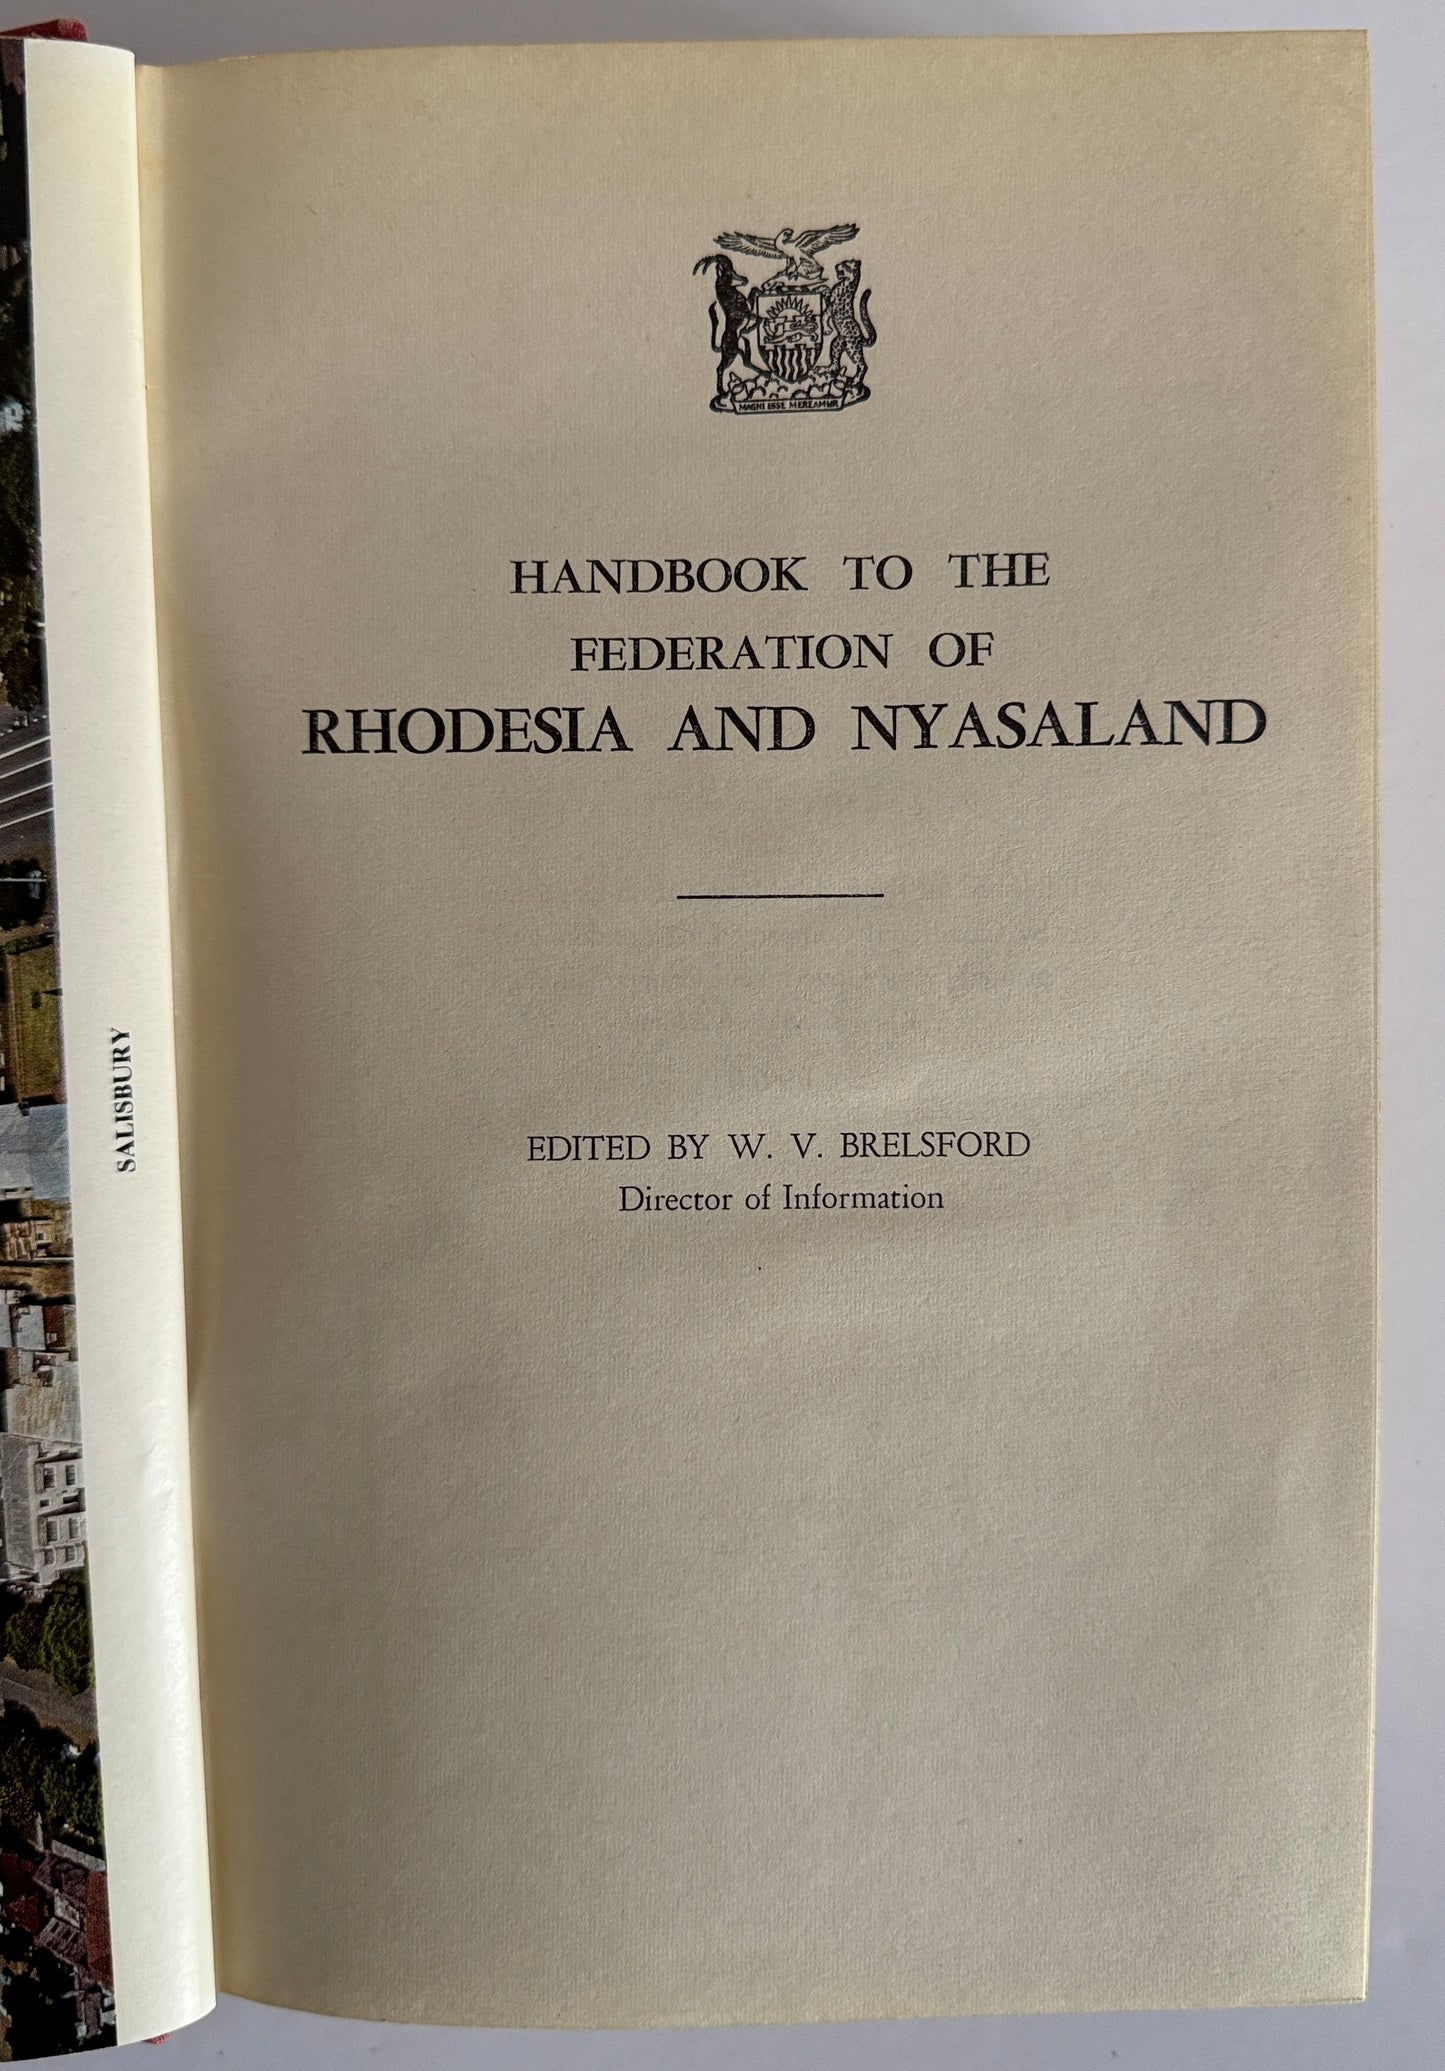 MAGNI ESSE MEREAMUR
HANDBOOK TO THE
FEDERATION OF
RHODESIA AND NYASALAND
EDITED BY W. V. BRELSFORD
Director of Information
SALISBURY